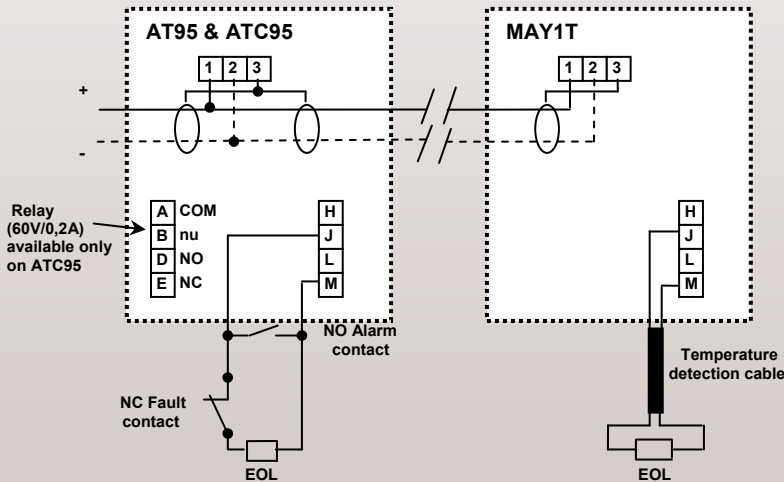 AT95 & ATC95
1 2 3
+
-
Relay
(60V/0,2A)
available only
on ATC95
A COM
B nu
D NO
E NC
H
J
L
M
NO Alarm
contact
NC Fault
contact
EOL
MAY1T
1 2 3
H
J
L
M
Temperature
detection cable
EOL